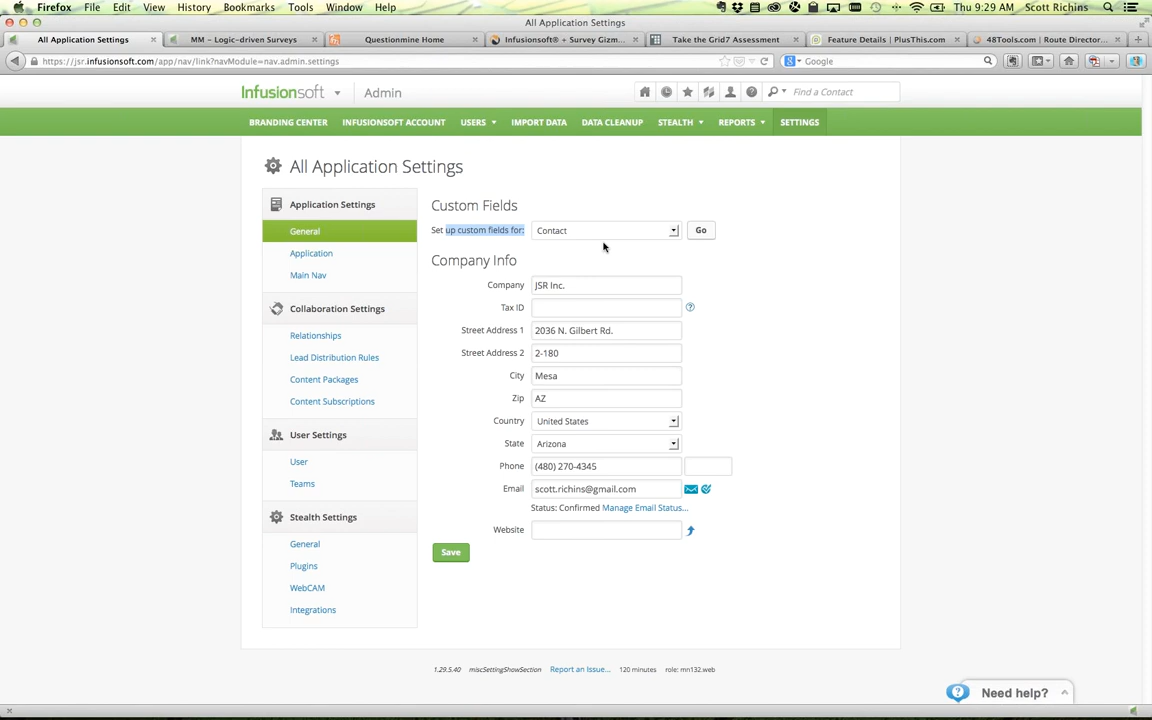 Firefox File Edit View History Bookmarks Tools Window Help Thu 9:29 AM Scott Richins
All Application Settings
All Application Settings MM – Logic-driven Surveys Questionmine Home Infusionsoft® + Survey Gizm... Take the Grid7 Assessment Feature Details | PlusThis.com 48Tools.com | Route Director...
https://jsr.infusionsoft.com/app/nav/link?navModule=nav.admin.settings Google
Infusionsoft Admin Find a Contact
BRANDING CENTER INFUSIONSOFT ACCOUNT USERS IMPORT DATA DATA CLEANUP STEALTH REPORTS SETTINGS
All Application Settings
Application Settings
General
Application
Main Nav
Collaboration Settings
Relationships
Lead Distribution Rules
Content Packages
Content Subscriptions
User Settings
User
Teams
Stealth Settings
General
Plugins
WebCAM
Integrations
Custom Fields
Set up custom fields for: Contact Go
Company Info
Company JSR Inc.
Tax ID
Street Address 1 2036 N. Gilbert Rd.
Street Address 2 2-180
City Mesa
Zip AZ
Country United States
State Arizona
Phone (480) 270-4345
Email scott.richins@gmail.com
Status: Confirmed Manage Email Status...
Website
Save
1.29.5.40 miscSettingShowSection Report an Issue... 120 minutes role: mn132.web
Need help?